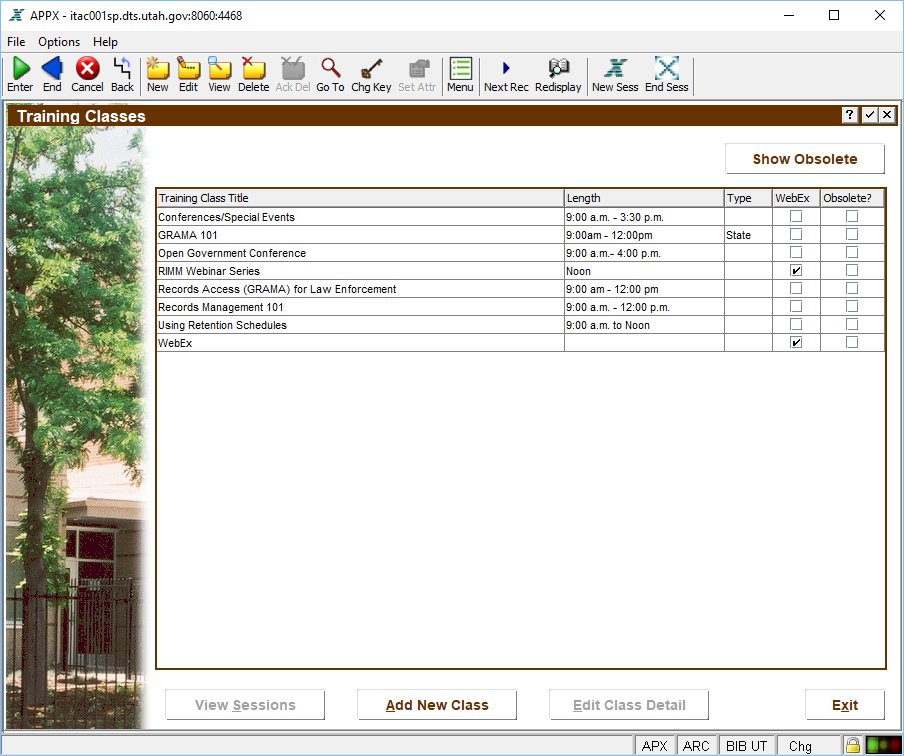 APPX - itac001sp.dts.utah.gov:8060:4468
File Options Help
Enter End Cancel Back New Edit View Delete Ack Del Go To Chg Key Set Attr Menu Next Rec Redisplay New Sess End Sess
Training Classes
Show Obsolete
Training Class Title Length Type WebEx Obsolete?
Conferences/Special Events 9:00 a.m. - 3:30 p.m.
GRAMA 101 9:00am - 12:00pm State
Open Government Conference 9:00 a.m.- 4:00 p.m.
RIMM Webinar Series Noon
Records Access (GRAMA) for Law Enforcement 9:00 am - 12:00 pm
Records Management 101 9:00 a.m. - 12:00 p.m.
Using Retention Schedules 9:00 a.m. to Noon
WebEx
View Sessions Add New Class Edit Class Detail Exit
APX ARC BIB UT Chg